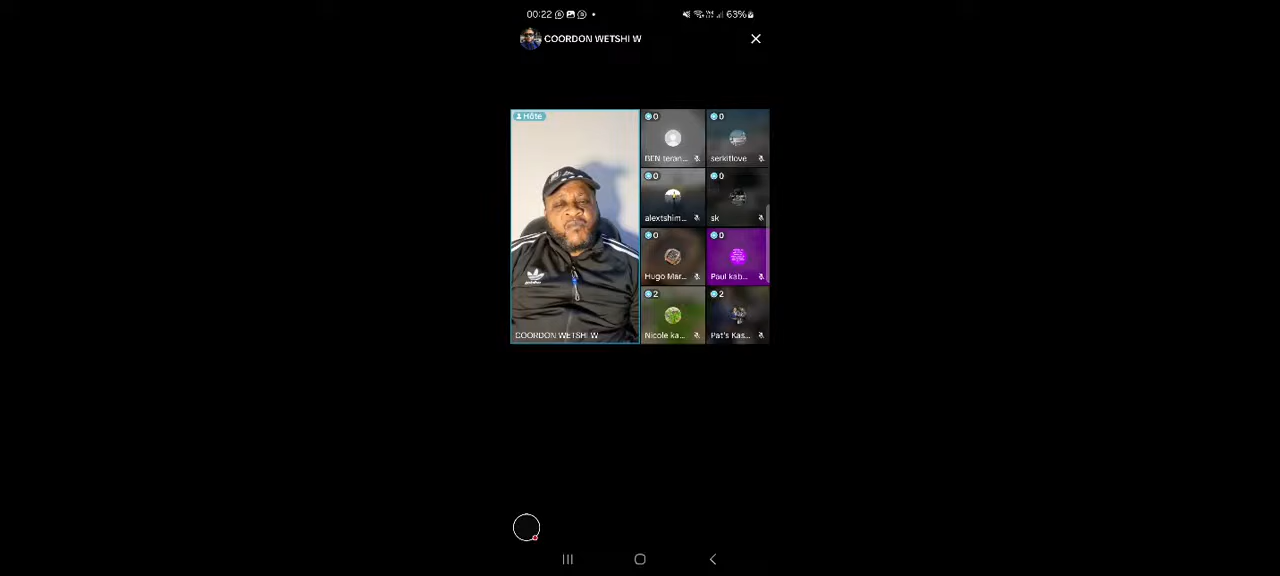 00:22
63%
COORDON WETSHI W
Hôte
0
0
BEN teran...
serkitlove
0
0
alextshim...
sk
0
0
Hugo Mar...
Paul kab...
2
2
COORDON WETSHI W
Nicole ka...
Pat's Kas...